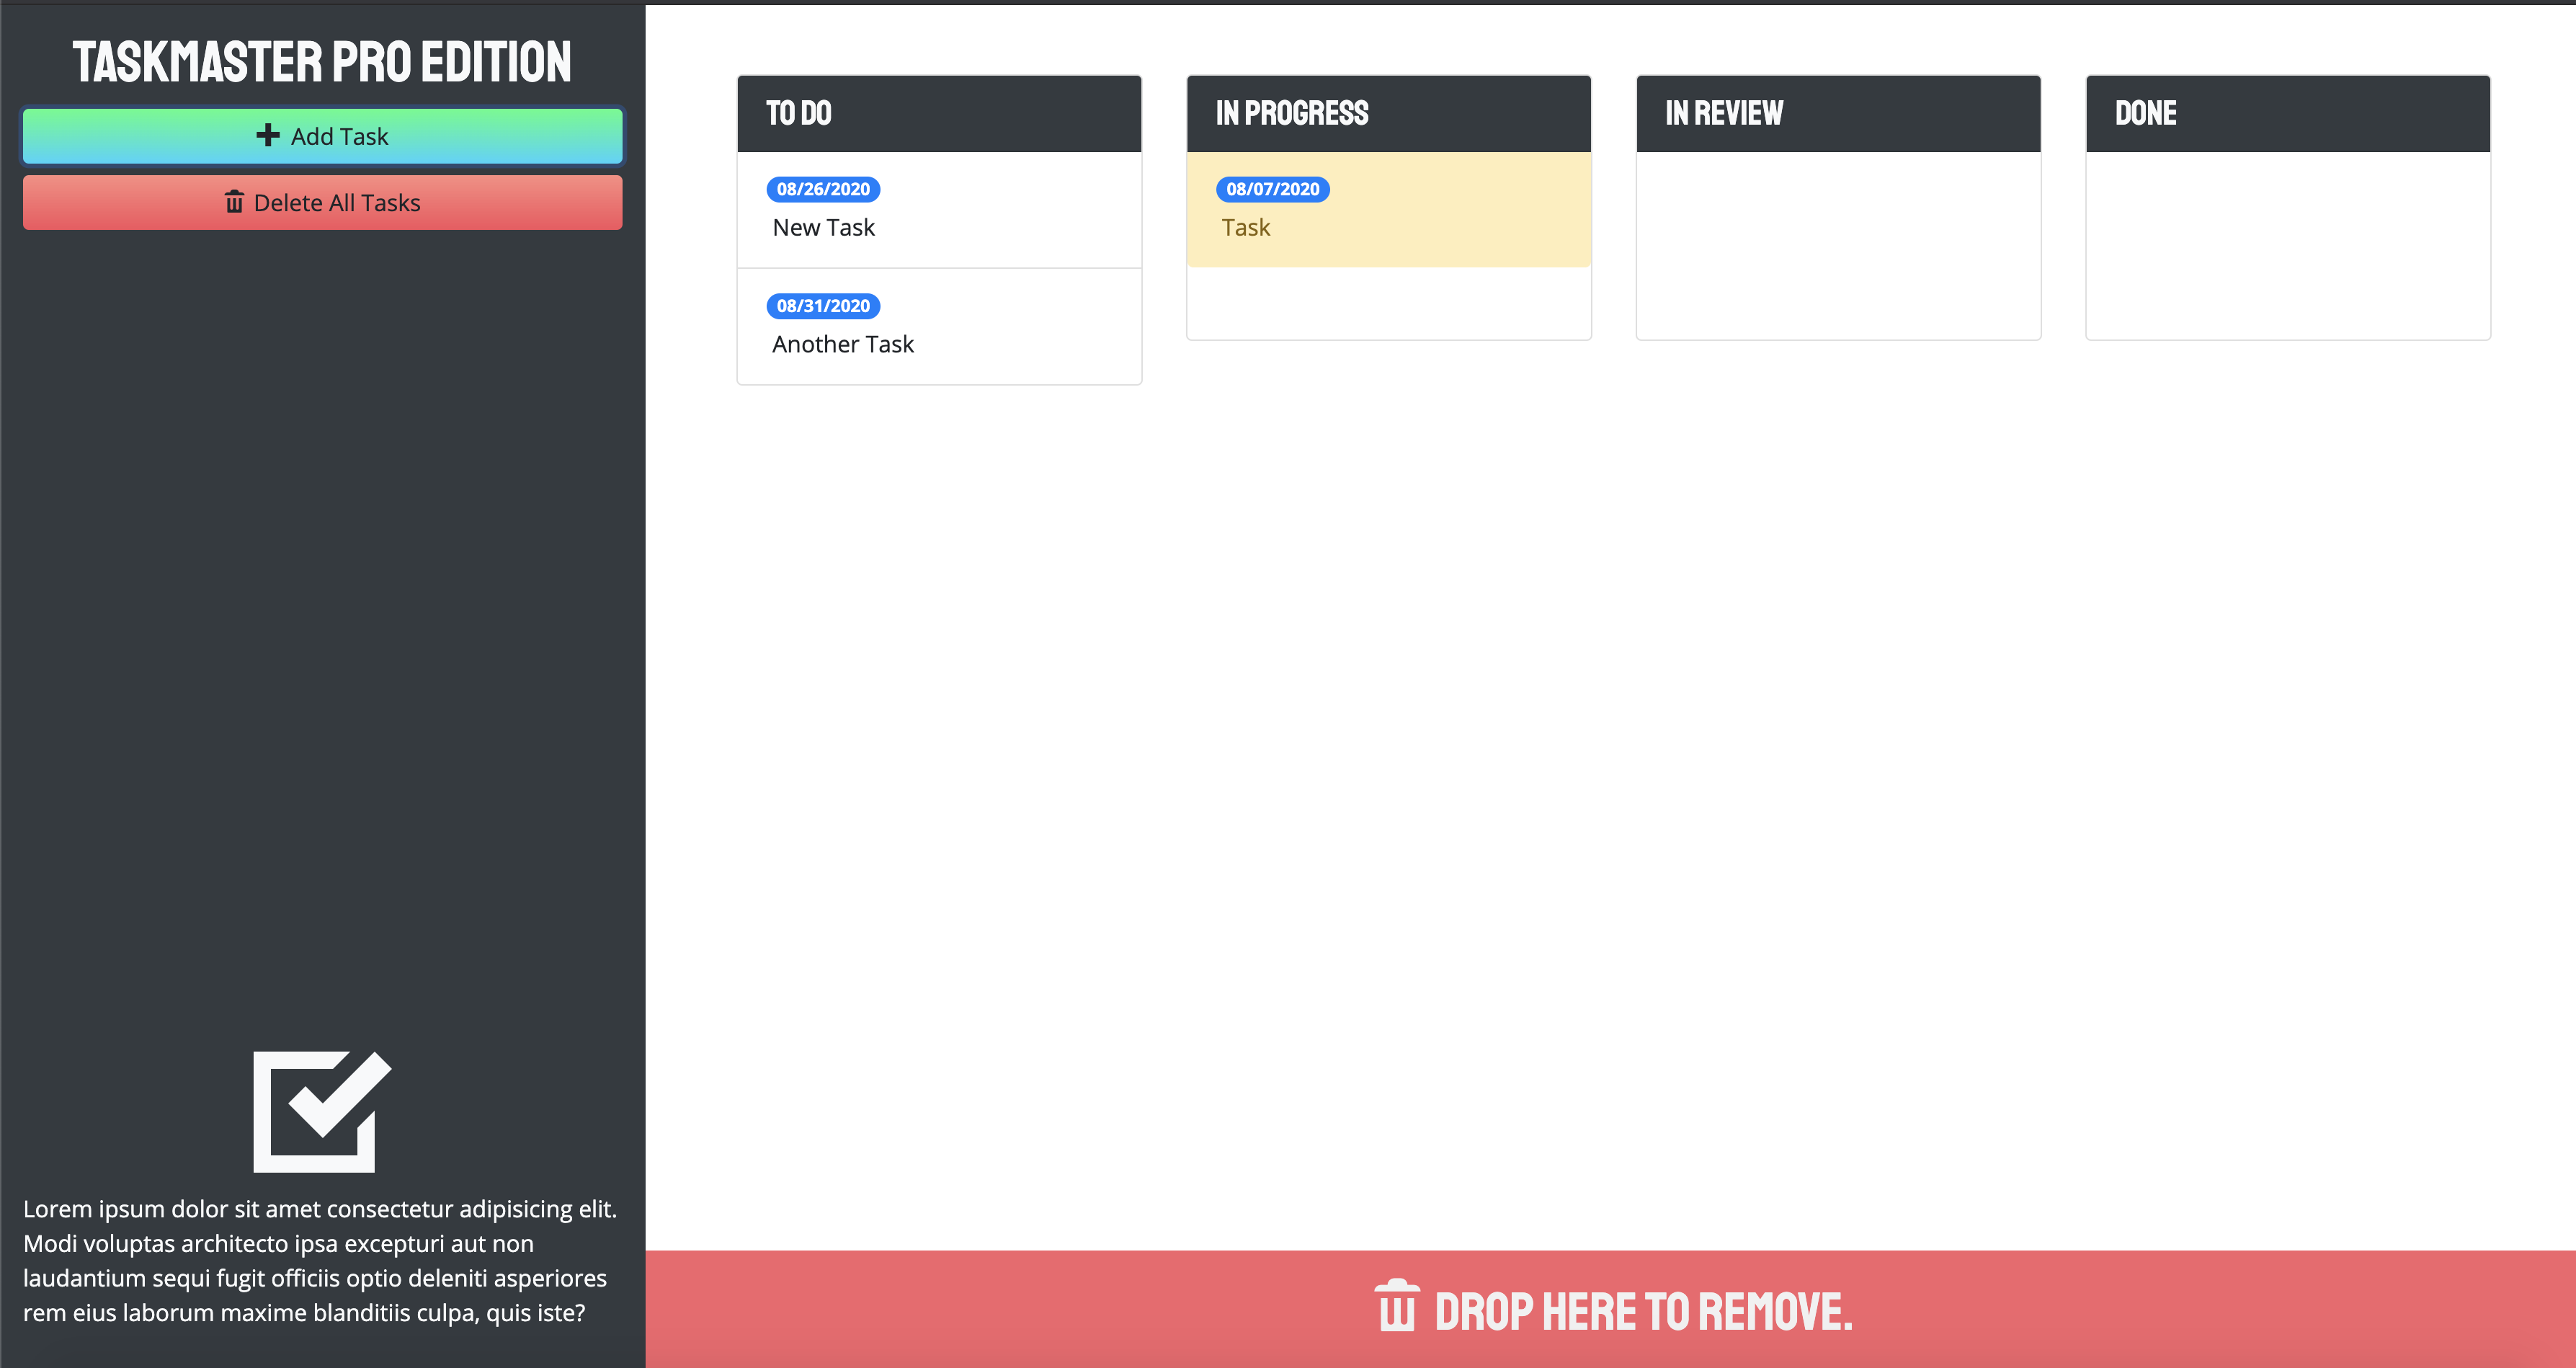 TASKMASTER PRO EDITION
Add Task
Delete All Tasks
TO DO
08/26/2020
New Task
08/31/2020
Another Task
IN PROGRESS
08/07/2020
Task
IN REVIEW
DONE
Lorem ipsum dolor sit amet consectetur adipisicing elit.
Modi voluptas architecto ipsa excepturi aut non
laudantium sequi fugit officiis optio deleniti asperiores
rem eius laborum maxime blanditiis culpa, quis iste?
DROP HERE TO REMOVE.